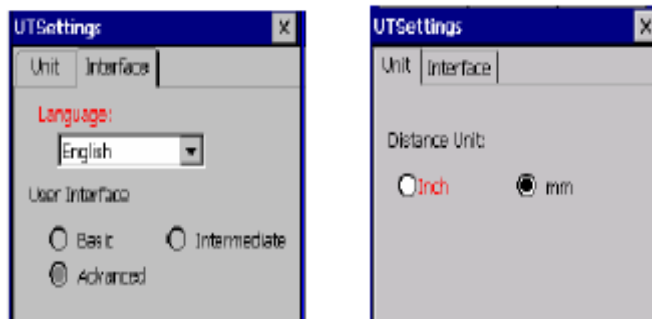 UTSettings
Unit Interface
Language:
English
User Interface
Basic Intermediate
Advanced
UTSettings
Unit Interface
Distance Unit:
Inch mm